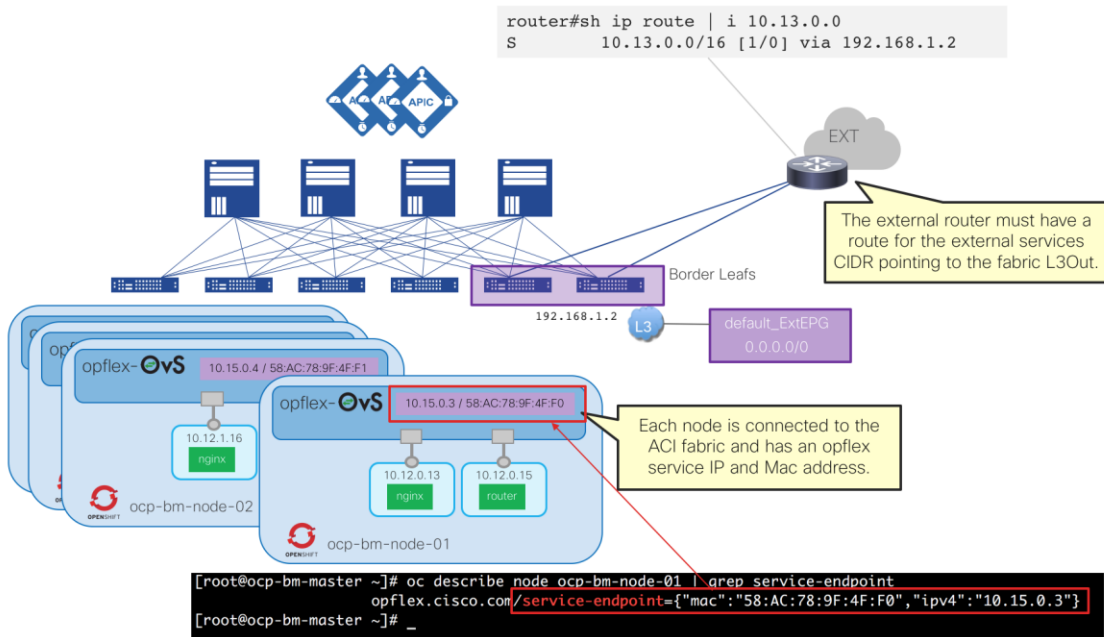 router#sh ip route | i 10.13.0.0
S 10.13.0.0/16 [1/0] via 192.168.1.2
APIC
EXT
The external router must have a
route for the external services
CIDR pointing to the fabric L3Out.
Border Leafs
192.168.1.2
L3
default_ExtEPG
0.0.0.0/0
opflex-OvS
10.15.0.4 / 58:AC:78:9F:4F:F1
10.12.1.16
nginx
OPENSHIFT
ocp-bm-node-02
opflex-OvS
10.15.0.3 / 58:AC:78:9F:4F:F0
10.12.0.13
nginx
10.12.0.15
router
OPENSHIFT
ocp-bm-node-01
Each node is connected to the
ACI fabric and has an opflex
service IP and Mac address.
[root@ocp-bm-master ~]# oc describe node ocp-bm-node-01 | grep service-endpoint
opflex.cisco.com/service-endpoint={"mac":"58:AC:78:9F:4F:F0","ipv4":"10.15.0.3"}
[root@ocp-bm-master ~]# _